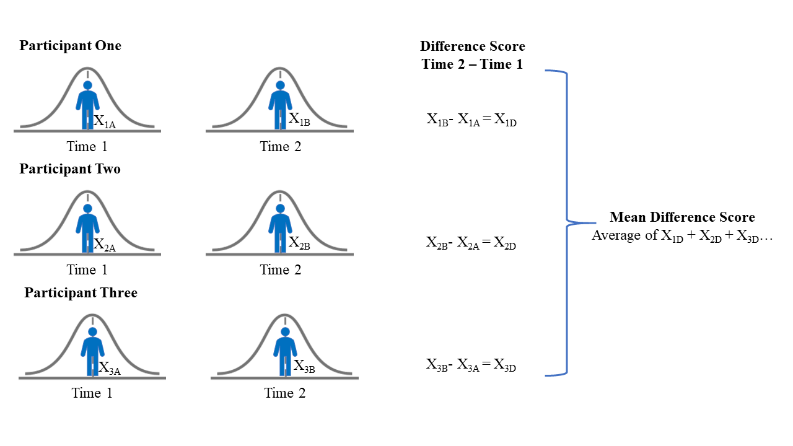 Participant One
Difference Score
Time 2 – Time 1
X1A
X1B
X1B- X1A = X1D
Time 1
Time 2
Participant Two
Mean Difference Score
Average of X1D + X2D + X3D…
X2A
X2B
X2B- X2A = X2D
Time 1
Time 2
Participant Three
X3A
X3B
X3B- X3A = X3D
Time 1
Time 2